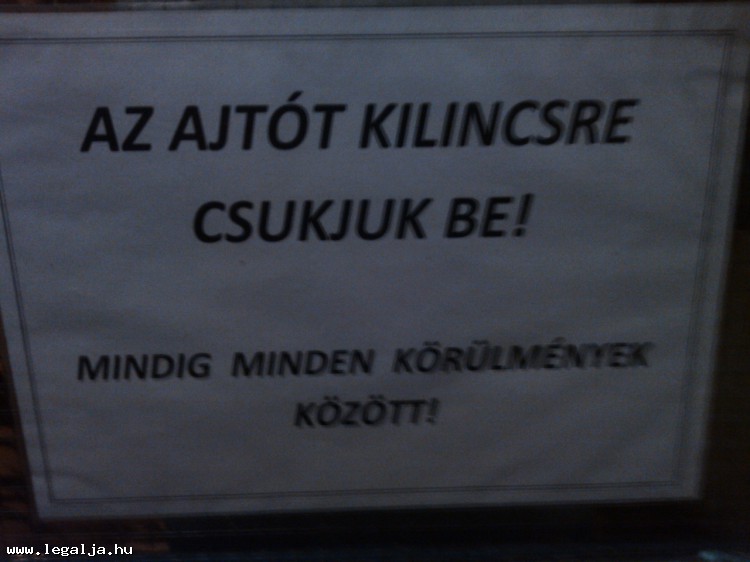 AZ AJTÓT KILINCSRE
CSUKJUK BE!
MINDIG MINDEN KÖRÜLMÉNYEK
KÖZÖTT!
www.legalja.hu